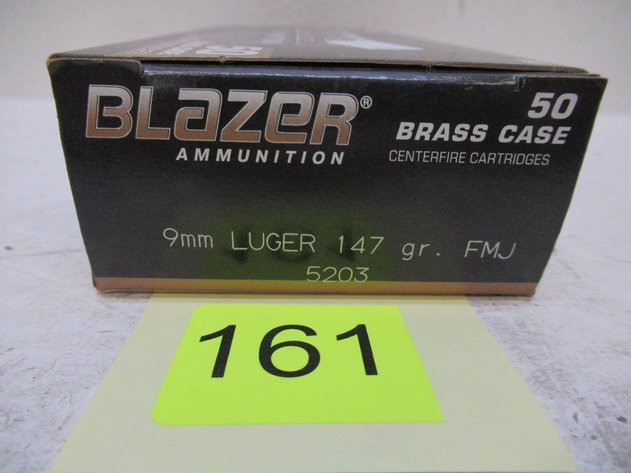 BLazer®
AMMUNITION
50
BRASS CASE
CENTERFIRE CARTRIDGES
9mm LUGER 147 gr. FMJ
5203
161